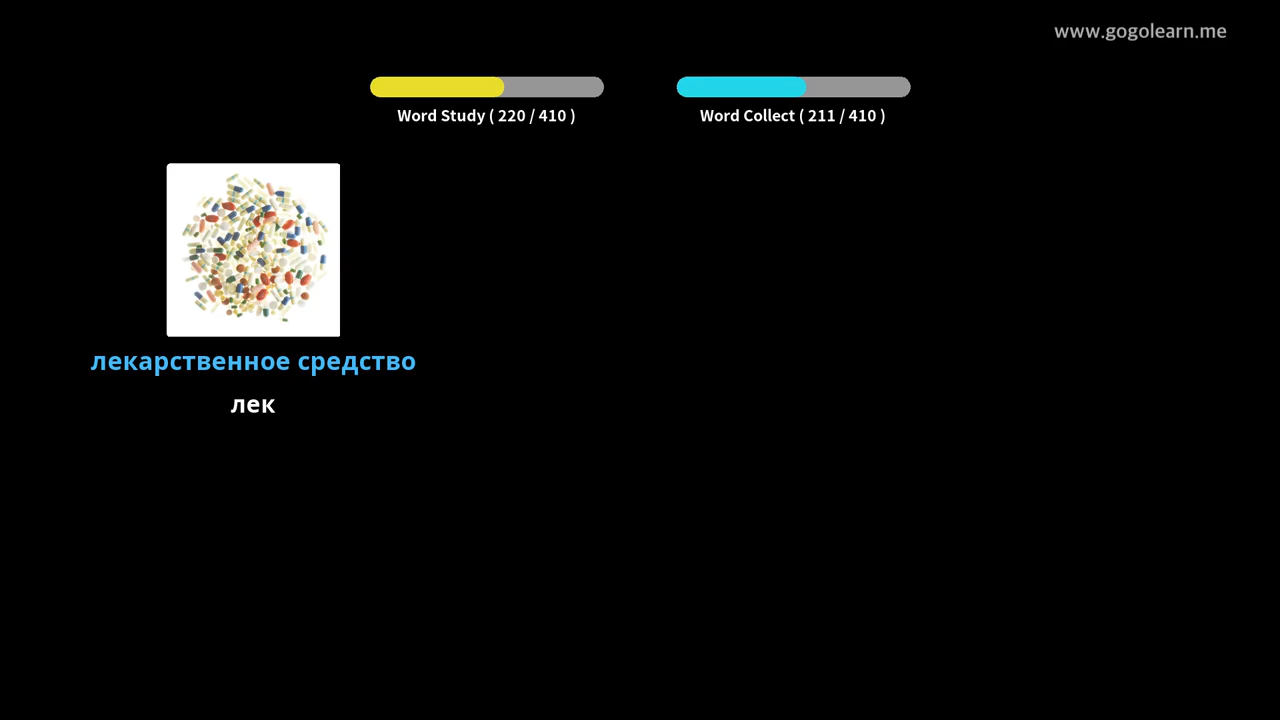 www.gogolearn.me
Word Study ( 220 / 410 )
Word Collect ( 211 / 410 )
лекарственное средство
лек